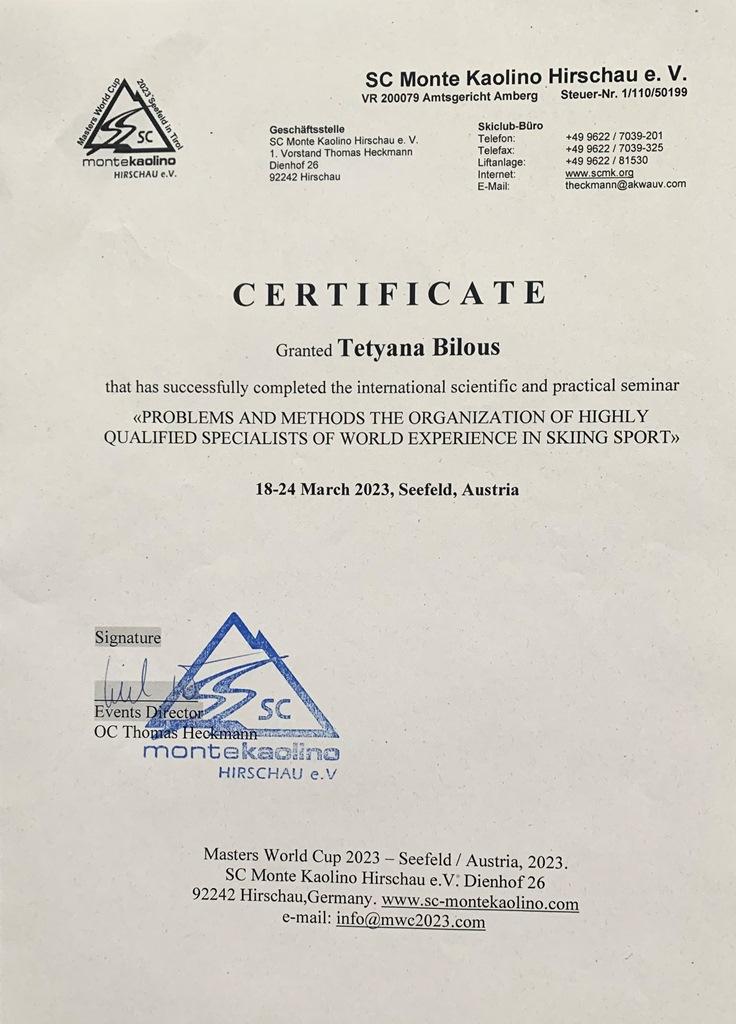 Masters World Cup
2023 Seefeld in Tirol
SC
montekaolino
HIRSCHAU e.V.
SC Monte Kaolino Hirschau e. V.
VR 200079 Amtsgericht Amberg Steuer-Nr. 1/110/50199
Geschäftsstelle
SC Monte Kaolino Hirschau e. V.
1. Vorstand Thomas Heckmann
Dienhof 26
92242 Hirschau
Skiclub-Büro
Telefon: +49 9622 / 7039-201
Telefax: +49 9622 / 7039-325
Liftanlage: +49 9622 / 81530
Internet: www.scmk.org
E-Mail: theckmann@akwauv.com
CERTIFICATE
Granted Tetyana Bilous
that has successfully completed the international scientific and practical seminar
«PROBLEMS AND METHODS THE ORGANIZATION OF HIGHLY
QUALIFIED SPECIALISTS OF WORLD EXPERIENCE IN SKIING SPORT»
18-24 March 2023, Seefeld, Austria
Signature
Events Director
OC Thomas Heckmann
SC
montekaolino
HIRSCHAU e.V
Masters World Cup 2023 – Seefeld / Austria, 2023.
SC Monte Kaolino Hirschau e.V. Dienhof 26
92242 Hirschau,Germany. www.sc-montekaolino.com
e-mail: info@mwc2023.com